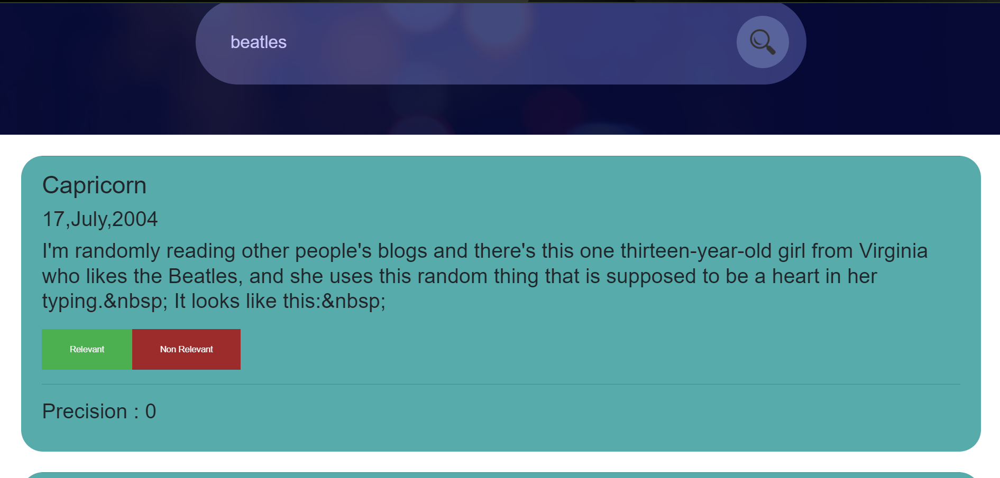 beatles
Capricorn
17,July,2004
I'm randomly reading other people's blogs and there's this one thirteen-year-old girl from Virginia
who likes the Beatles, and she uses this random thing that is supposed to be a heart in her
typing.&nbsp; It looks like this:&nbsp;
Relevant
Non Relevant
Precision : 0